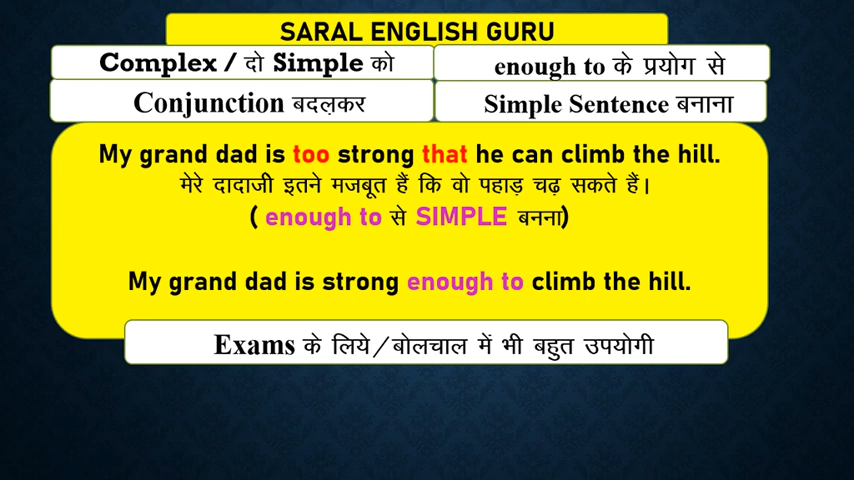 SARAL ENGLISH GURU
Complex / दो Simple को
enough to के प्रयोग से
Conjunction बदल़कर
Simple Sentence बनाना
My grand dad is too strong that he can climb the hill.
मेरे दादाजी इतने मजबूत हैं कि वो पहाड़ चढ़ सकते हैं।
( enough to से SIMPLE बनना)
My grand dad is strong enough to climb the hill.
Exams के लिये/बोलचाल में भी बहुत उपयोगी